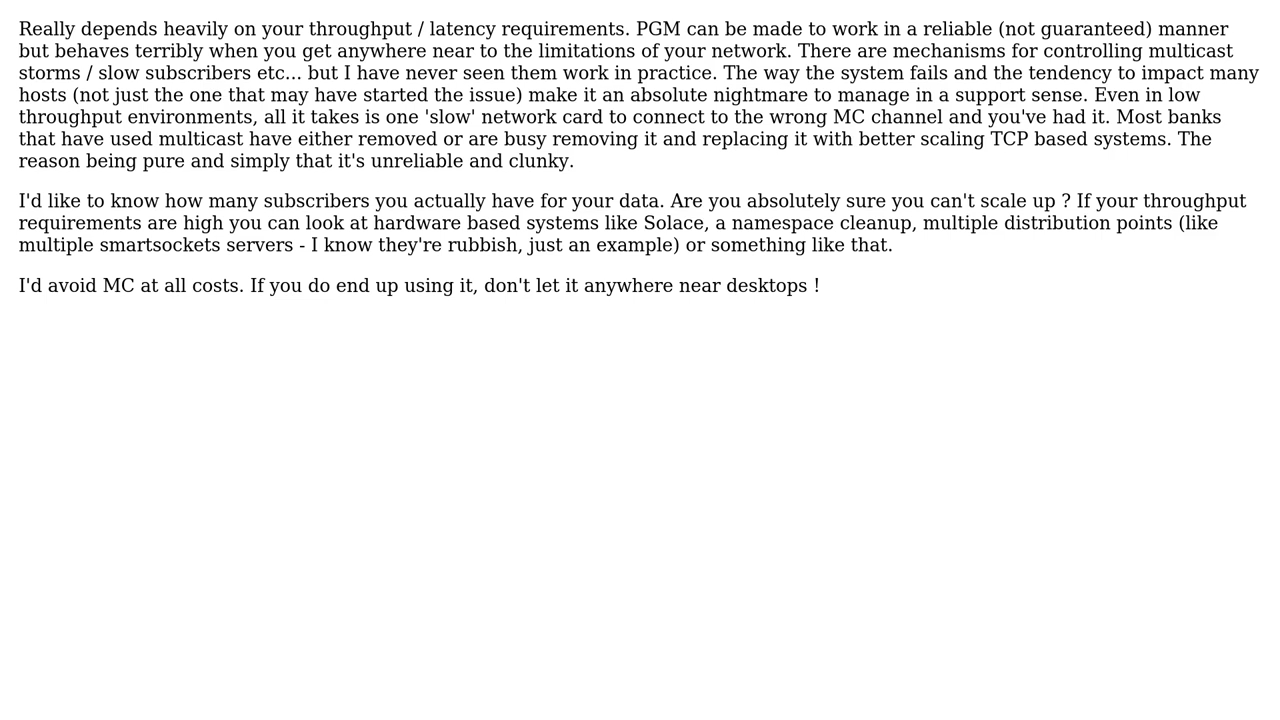 Really depends heavily on your throughput / latency requirements. PGM can be made to work in a reliable (not guaranteed) manner
but behaves terribly when you get anywhere near to the limitations of your network. There are mechanisms for controlling multicast
storms / slow subscribers etc... but I have never seen them work in practice. The way the system fails and the tendency to impact many
hosts (not just the one that may have started the issue) make it an absolute nightmare to manage in a support sense. Even in low
throughput environments, all it takes is one 'slow' network card to connect to the wrong MC channel and you've had it. Most banks
that have used multicast have either removed or are busy removing it and replacing it with better scaling TCP based systems. The
reason being pure and simply that it's unreliable and clunky.
I'd like to know how many subscribers you actually have for your data. Are you absolutely sure you can't scale up ? If your throughput
requirements are high you can look at hardware based systems like Solace, a namespace cleanup, multiple distribution points (like
multiple smartsockets servers - I know they're rubbish, just an example) or something like that.
I'd avoid MC at all costs. If you do end up using it, don't let it anywhere near desktops !